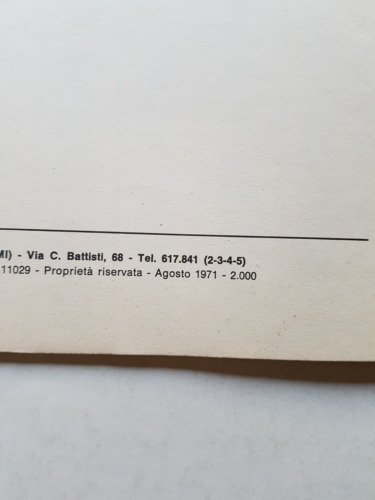 MI) - Via C. Battisti, 68 - Tel. 617.841 (2-3-4-5)
11029 - Proprietà riservata - Agosto 1971 - 2.000